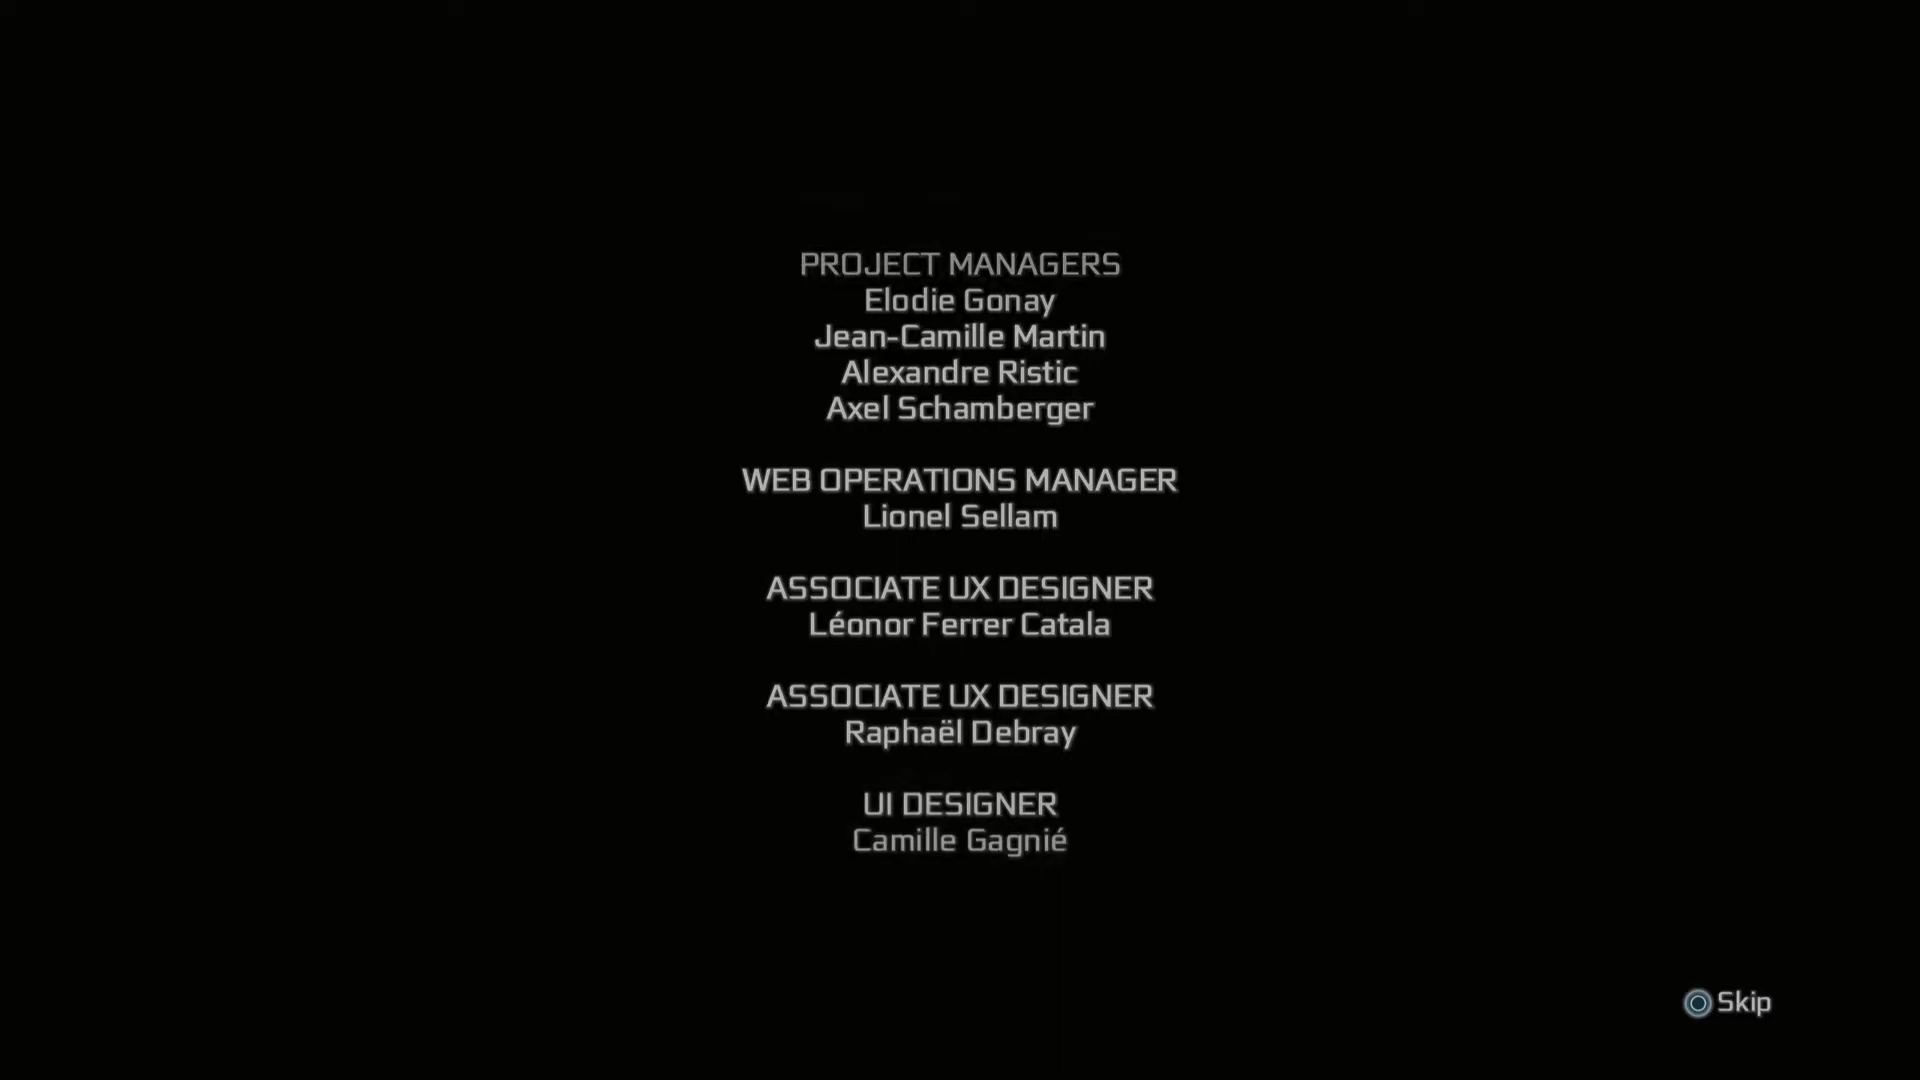 PROJECT MANAGERS
Elodie Gonay
Jean-Camille Martin
Alexandre Ristic
Axel Schamberger
WEB OPERATIONS MANAGER
Lionel Sellam
ASSOCIATE UX DESIGNER
Léonor Ferrer Catala
ASSOCIATE UX DESIGNER
Raphaël Debray
UI DESIGNER
Camille Gagnié
Skip